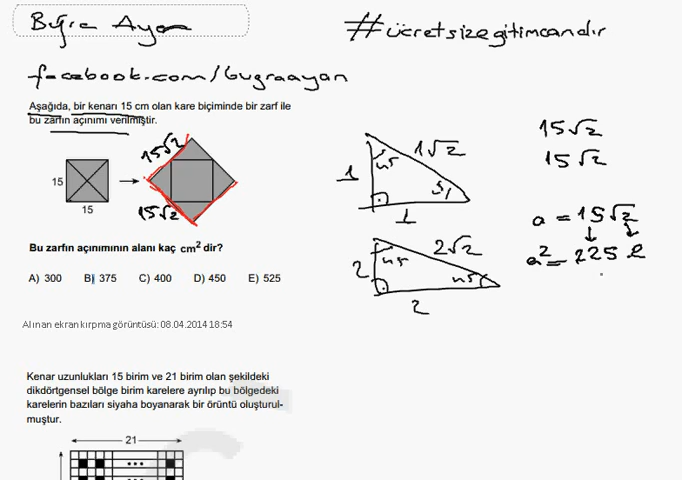 Buğra Ayan
#ücretsizegitimcandır
facebook.com/bugraayan
Aşağıda, bir kenarı 15 cm olan kare biçiminde bir zarf ile
bu zarfın açınımı verilmiştir.
15
15
15√2
15√2
Bu zarfın açınımının alanı kaç cm² dir?
A) 300 B) 375 C) 400 D) 450 E) 525
1
45
1√2
1
2
45
2√2
45
2
15√2
15√2
a = 15√2
a² = 225 2
Alınan ekran kırpma görüntüsü: 08.04.2014 18:54
Kenar uzunlukları 15 birim ve 21 birim olan şekildeki
dikdörtgensel bölge birim karelere ayrılıp bu bölgedeki
karelerin bazıları siyaha boyanarak bir örüntü oluşturul-
muştur.
21